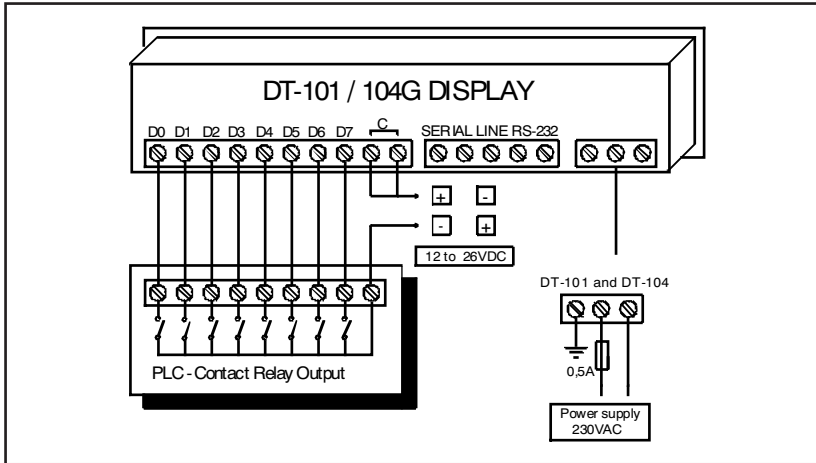 DT-101 / 104G DISPLAY
C
D0 D1 D2 D3 D4 D5 D6 D7
SERIAL LINE RS-232
+ -
- +
12 to 26VDC
DT-101 and DT-104
PLC - Contact Relay Output
0,5A
Power supply
230VAC